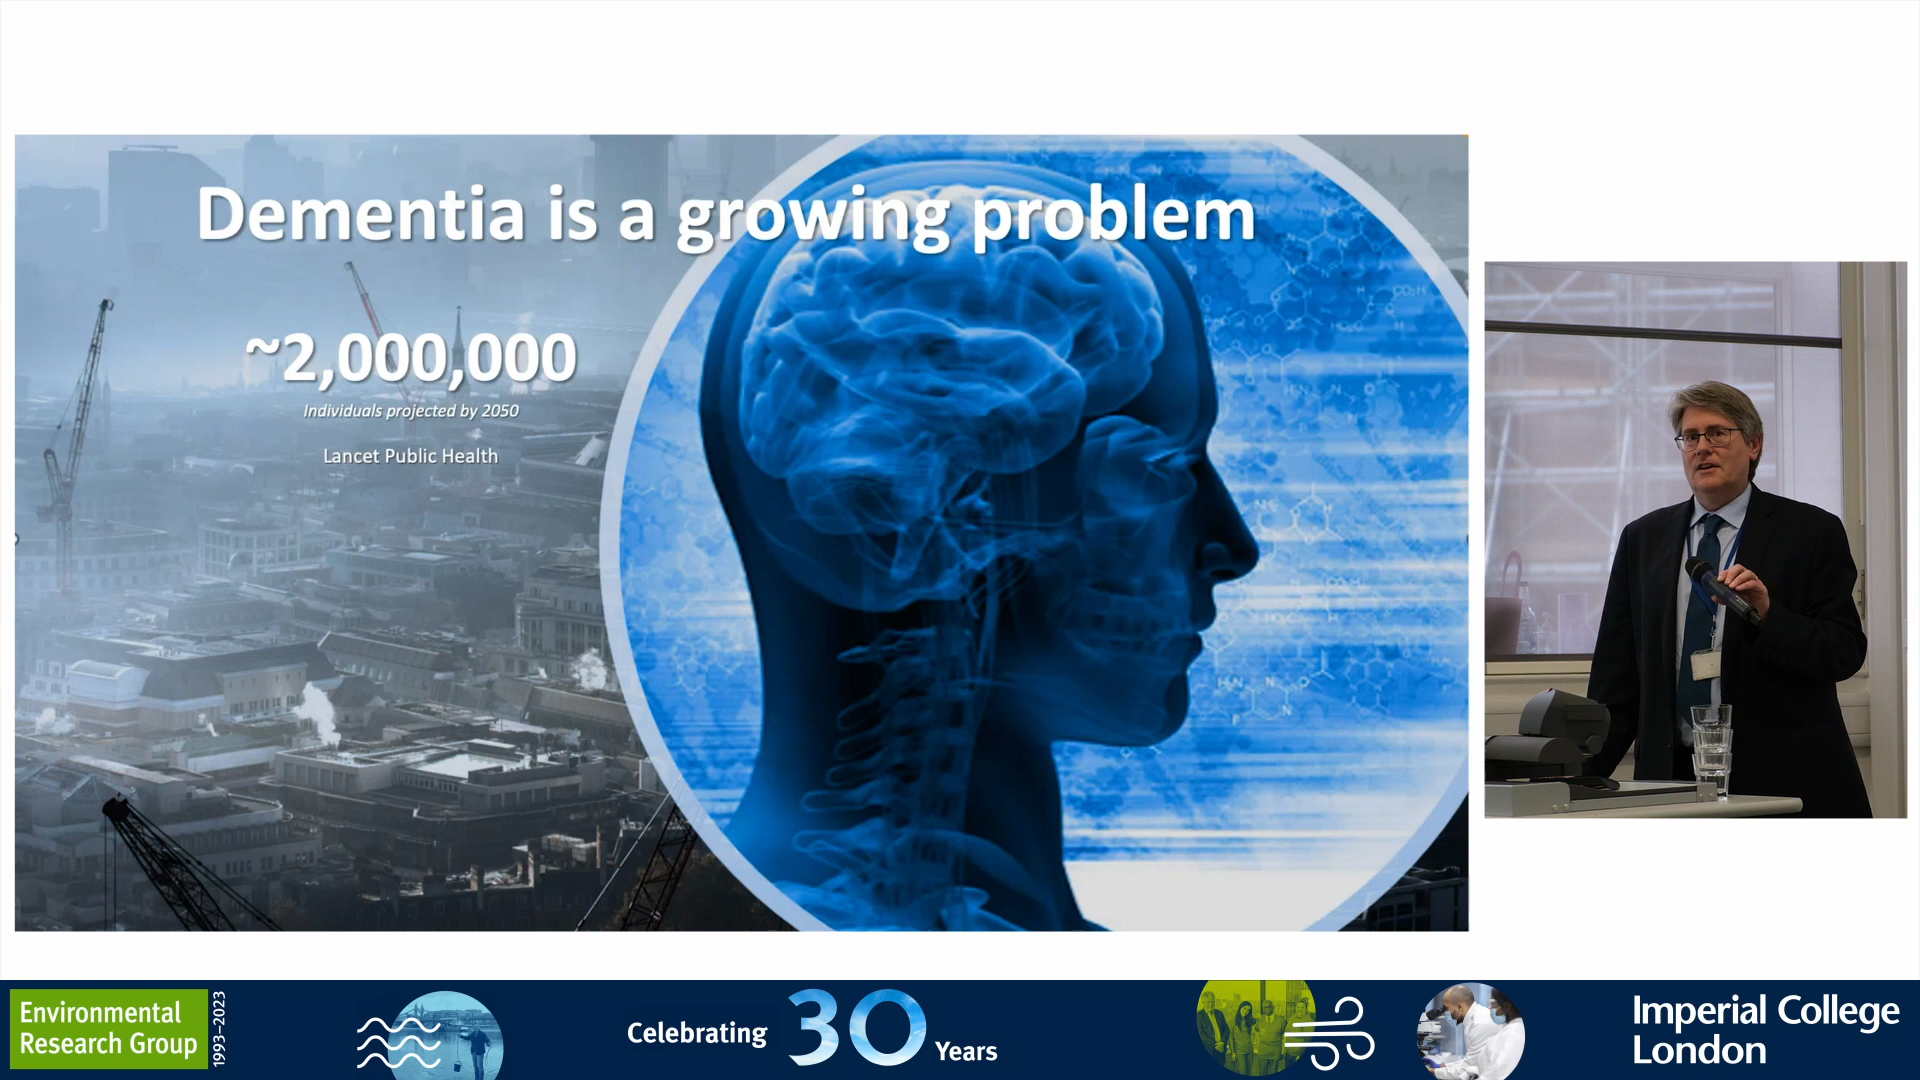 Dementia is a growing problem
~2,000,000
Individuals projected by 2050
Lancet Public Health
Environmental
Research Group
1993–2023
Celebrating 30 Years
Imperial College
London